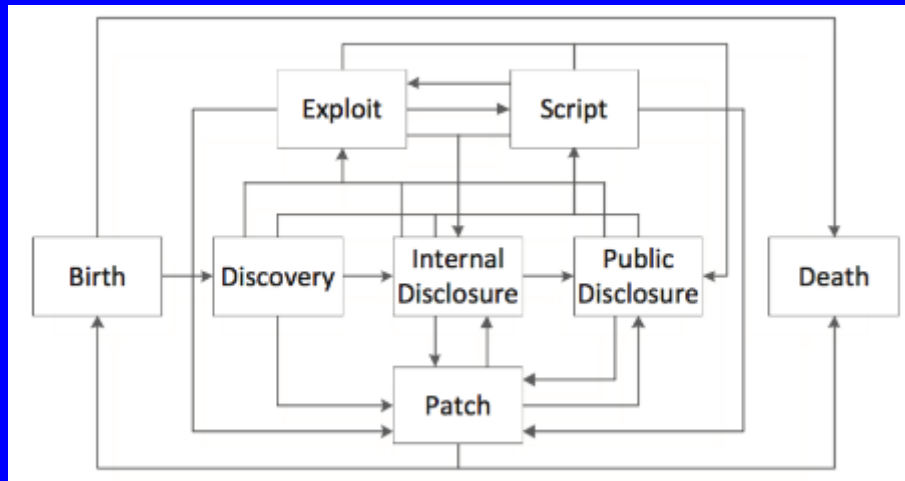 Exploit
Script
Birth
Discovery
Internal
Disclosure
Public
Disclosure
Death
Patch